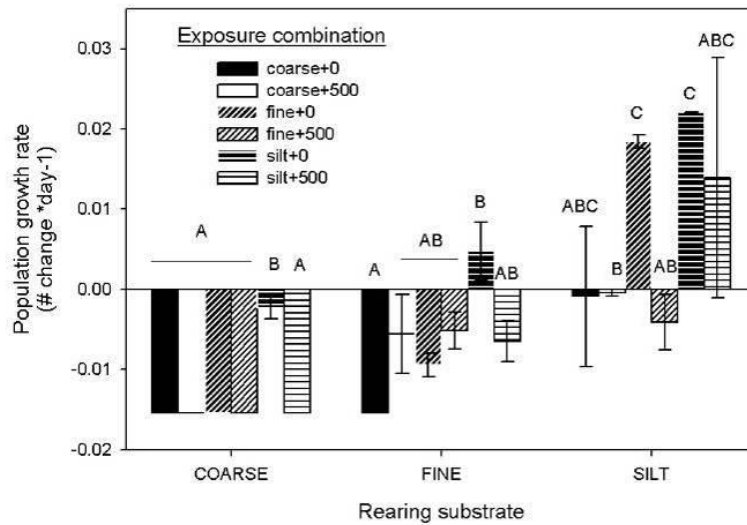 Exposure combination
coarse+0
coarse+500
fine+0
fine+500
silt+0
silt+500
Population growth rate
(# change *day-1)
0.03
0.02
0.01
0.00
-0.01
-0.02
A
B
A
A
AB
B
AB
ABC
B
C
AB
C
ABC
COARSE
FINE
SILT
Rearing substrate